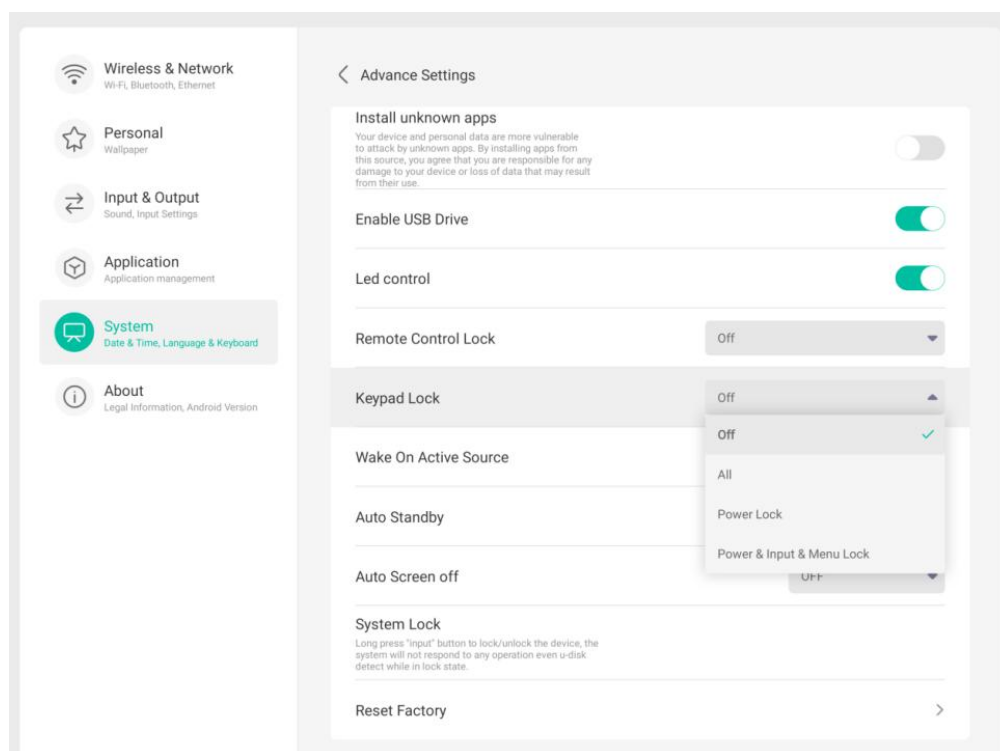 Wireless & Network
Wi-Fi, Bluetooth, Ethernet
Personal
Wallpaper
Input & Output
Sound, Input Settings
Application
Application management
System
Date & Time, Language & Keyboard
About
Legal Information, Android Version
Advance Settings
Install unknown apps
Your device and personal data are more vulnerable
to attack by unknown apps. By installing apps from
this source, you agree that you are responsible for any
damage to your device or loss of data that may result
from their use.
Enable USB Drive
Led control
Remote Control Lock
Off
Keypad Lock
Off
Off
All
Power Lock
Power & Input & Menu Lock
Wake On Active Source
Auto Standby
Auto Screen off
OFF
System Lock
Long press "input" button to lock/unlock the device, the
system will not respond to any operation even u-disk
detect while in lock state.
Reset Factory